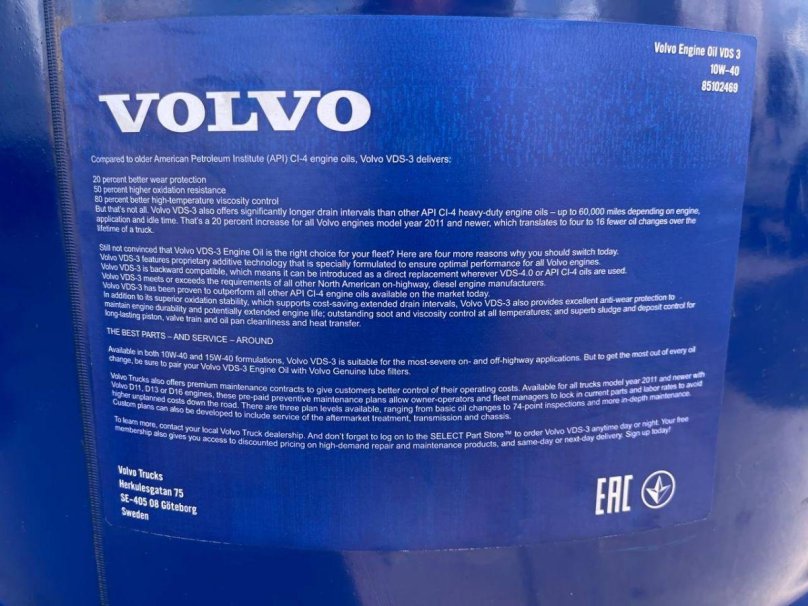 Volvo Engine Oil VDS 3
10W-40
85102469
VOLVO
Compared to older American Petroleum Institute (API) CI-4 engine oils, Volvo VDS-3 delivers:
20 percent better wear protection
50 percent higher oxidation resistance
80 percent better high-temperature viscosity control
But that's not all. Volvo VDS-3 also offers significantly longer drain intervals than other API CI-4 heavy-duty engine oils – up to 60,000 miles depending on engine,
application and idle time. That's a 20 percent increase for all Volvo engines model year 2011 and newer, which translates to four to 16 fewer oil changes over the
lifetime of a truck.
Still not convinced that Volvo VDS-3 Engine Oil is the right choice for your fleet? Here are four more reasons why you should switch today.
Volvo VDS-3 features proprietary additive technology that is specially formulated to ensure optimal performance for all Volvo engines.
Volvo VDS-3 is backward compatible, which means it can be introduced as a direct replacement wherever VDS-4.0 or API CI-4 oils are used.
Volvo VDS-3 meets or exceeds the requirements of all other North American on-highway, diesel engine manufacturers.
Volvo VDS-3 has been proven to outperform all other API CI-4 engine oils available on the market today.
In addition to its superior oxidation stability, which supports cost-saving extended drain intervals, Volvo VDS-3 also provides excellent anti-wear protection to
maintain engine durability and potentially extended engine life; outstanding soot and viscosity control at all temperatures; and superb sludge and deposit control for
long-lasting piston, valve train and oil pan cleanliness and heat transfer.
THE BEST PARTS – AND SERVICE – AROUND
Available in both 10W-40 and 15W-40 formulations, Volvo VDS-3 is suitable for the most-severe on- and off-highway applications. But to get the most out of every oil
change, be sure to pair your Volvo VDS-3 Engine Oil with Volvo Genuine lube filters.
Volvo Trucks also offers premium maintenance contracts to give customers better control of their operating costs. Available for all trucks model year 2011 and newer with
Volvo D11, D13 or D16 engines, these pre-paid preventive maintenance plans allow owner-operators and fleet managers to lock in current parts and labor rates to avoid
higher unplanned costs down the road. There are three plan levels available, ranging from basic oil changes to 74-point inspections and more in-depth maintenance.
Custom plans can also be developed to include service of the aftermarket treatment, transmission and chassis.
To learn more, contact your local Volvo Truck dealership. And don't forget to log on to the SELECT Part Store™ to order Volvo VDS-3 anytime day or night. Your free
membership also gives you access to discounted pricing on high-demand repair and maintenance products, and same-day or next-day delivery. Sign up today!
Volvo Trucks
Herkulesgatan 75
SE-405 08 Göteborg
Sweden
EAC